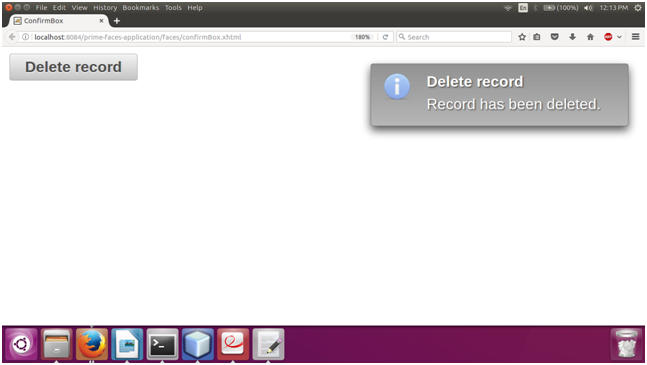 File Edit View History Bookmarks Tools Help
En (100%) 12:13 PM
ConfirmBox
localhost:8084/prime-faces-application/faces/confirmBox.xhtml 180% Search ABP
Delete record
Delete record
Record has been deleted.